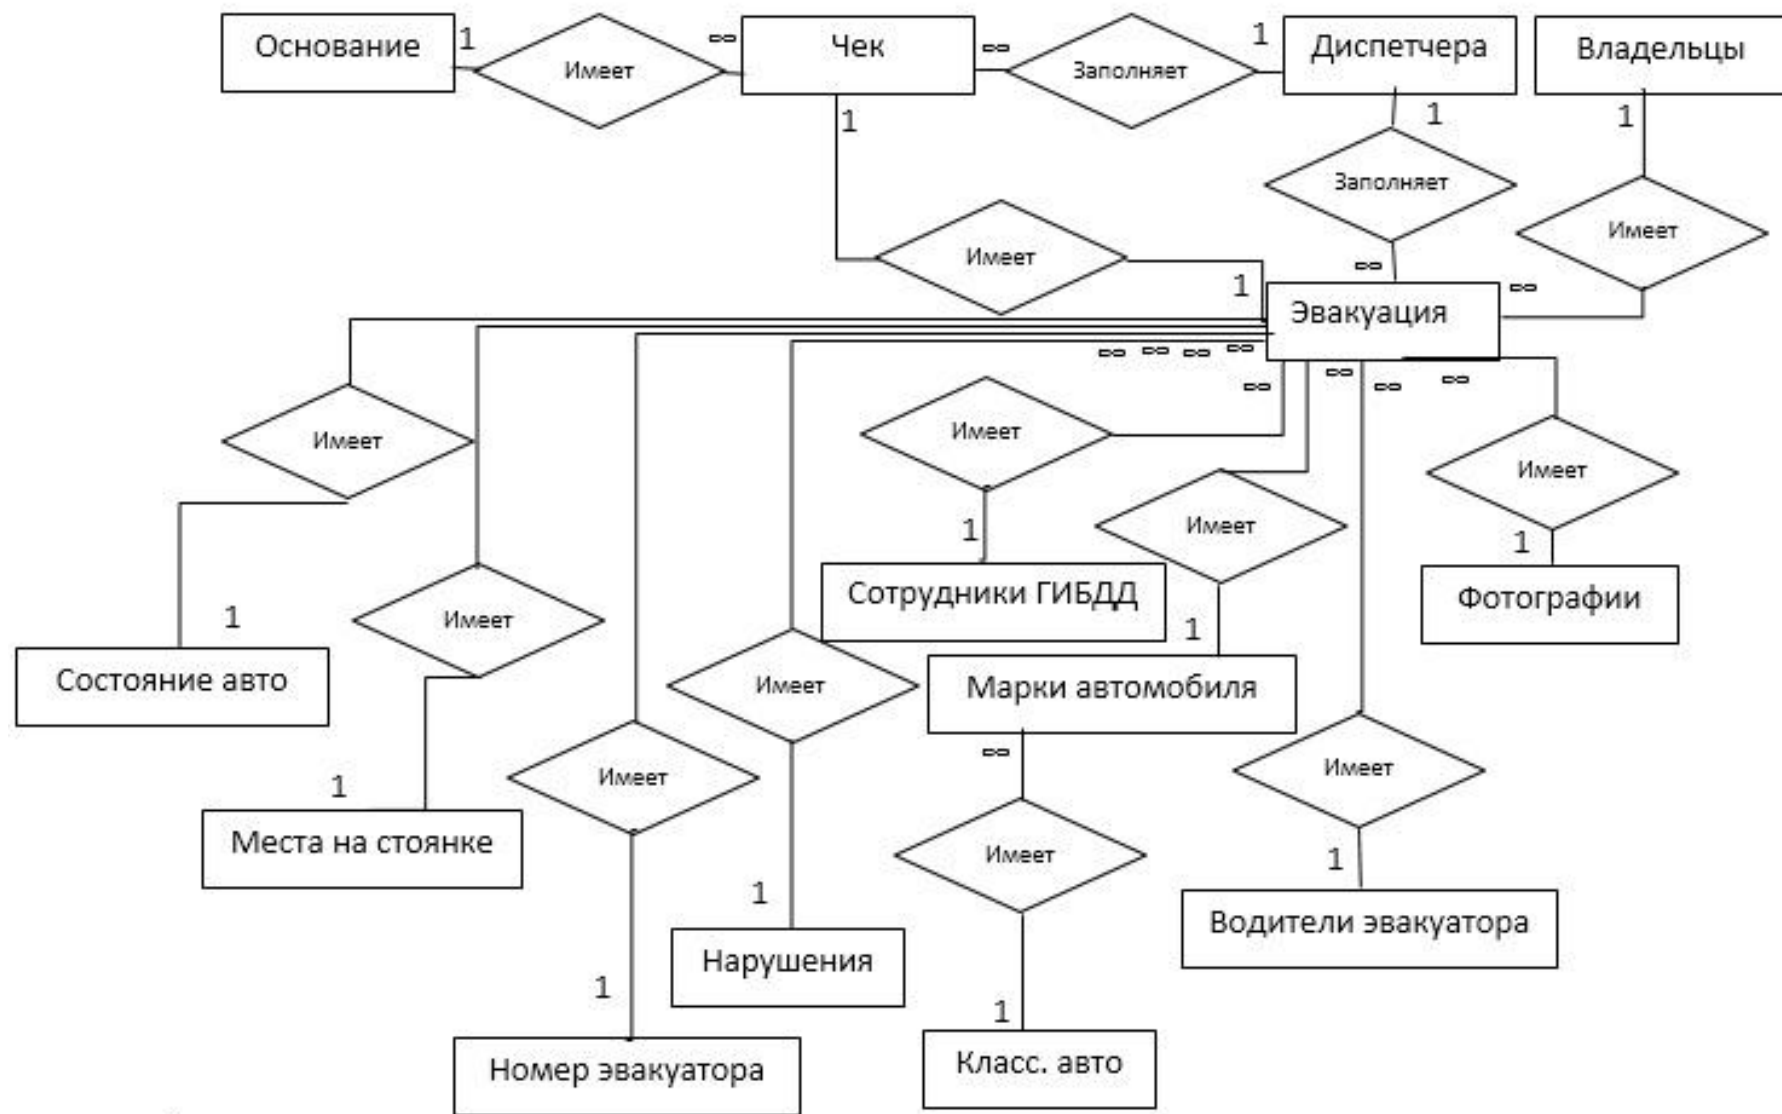 Основание
1
Имеет
∞
Чек
∞
Заполняет
1
Диспетчера
Владельцы
1
1
1
Заполняет
Имеет
Имеет
∞
1
∞
Эвакуация
∞ ∞ ∞ ∞
∞
∞
∞
∞
Имеет
Имеет
Имеет
Имеет
1
1
Сотрудники ГИБДД
Фотографии
1
Имеет
1
Состояние авто
Имеет
Марки автомобиля
∞
Имеет
Имеет
1
Места на стоянке
Имеет
1
1
Нарушения
Водители эвакуатора
1
1
Номер эвакуатора
Класс. авто